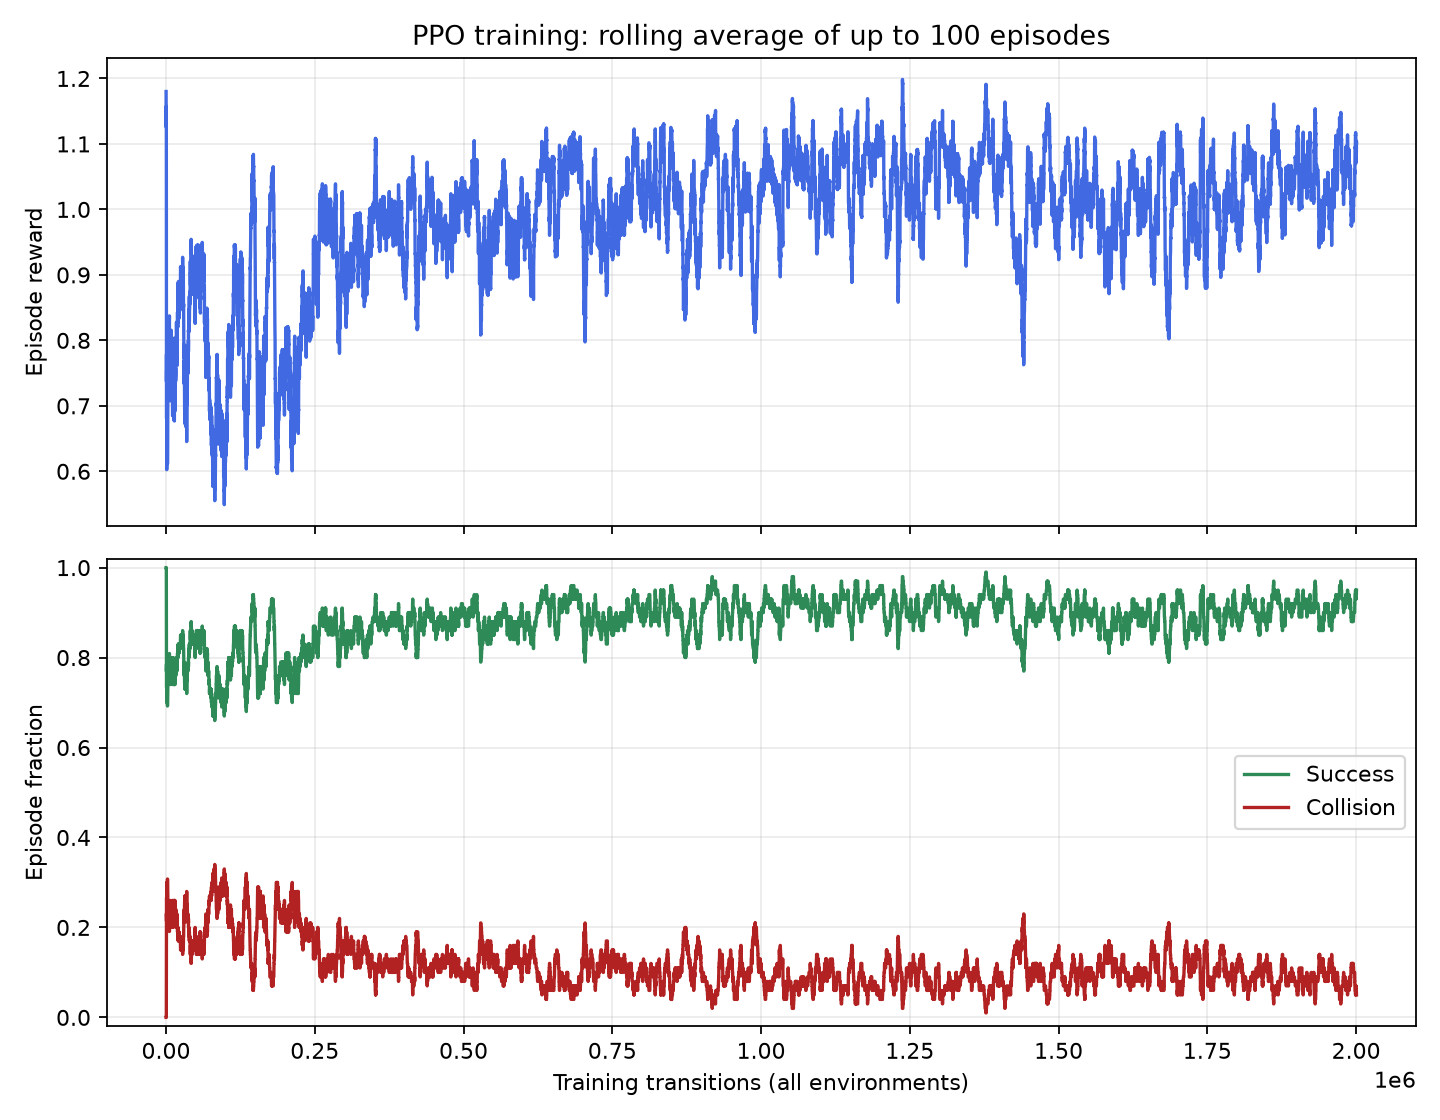 PPO training: rolling average of up to 100 episodes
1.2
1.1
1.0
0.9
0.8
0.7
0.6
Episode reward
1.0
0.8
0.6
0.4
0.2
0.0
Episode fraction
Success
Collision
0.00 0.25 0.50 0.75 1.00 1.25 1.50 1.75 2.00
1e6
Training transitions (all environments)